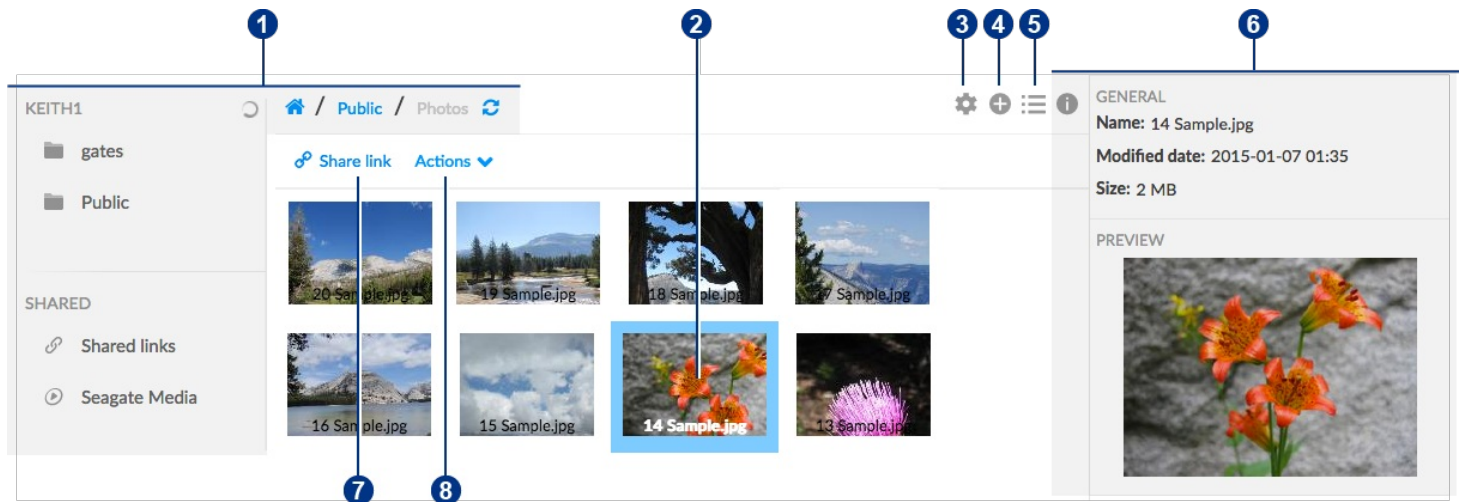 1 2 3 4 5 6
KEITH1
gates
Public
SHARED
Shared links
Seagate Media
/ Public / Photos
Share link Actions
20 Sample.jpg 19 Sample.jpg 18 Sample.jpg 17 Sample.jpg
16 Sample.jpg 15 Sample.jpg 14 Sample.jpg 13 Sample.jpg
7 8
GENERAL
Name: 14 Sample.jpg
Modified date: 2015-01-07 01:35
Size: 2 MB
PREVIEW